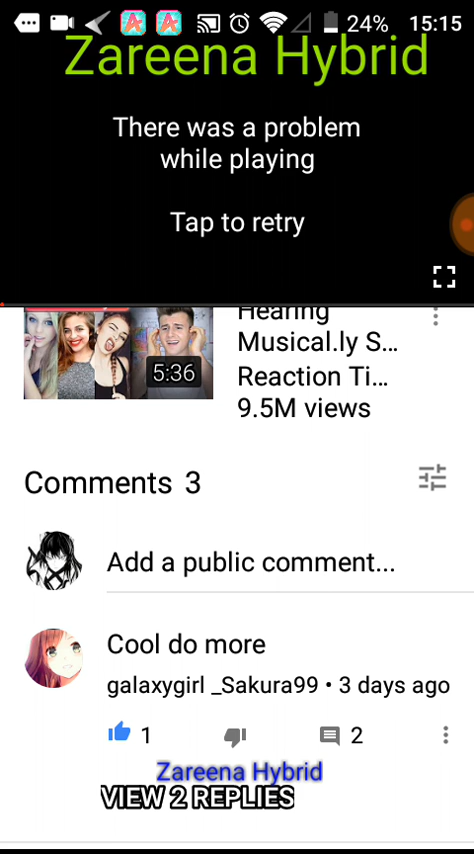 24% 15:15
Zareena Hybrid
There was a problem
while playing
Tap to retry
Hearing
Musical.ly S...
Reaction Ti...
9.5M views
5:36
Comments 3
Add a public comment...
Cool do more
galaxygirl _Sakura99 • 3 days ago
1 2
Zareena Hybrid
VIEW 2 REPLIES